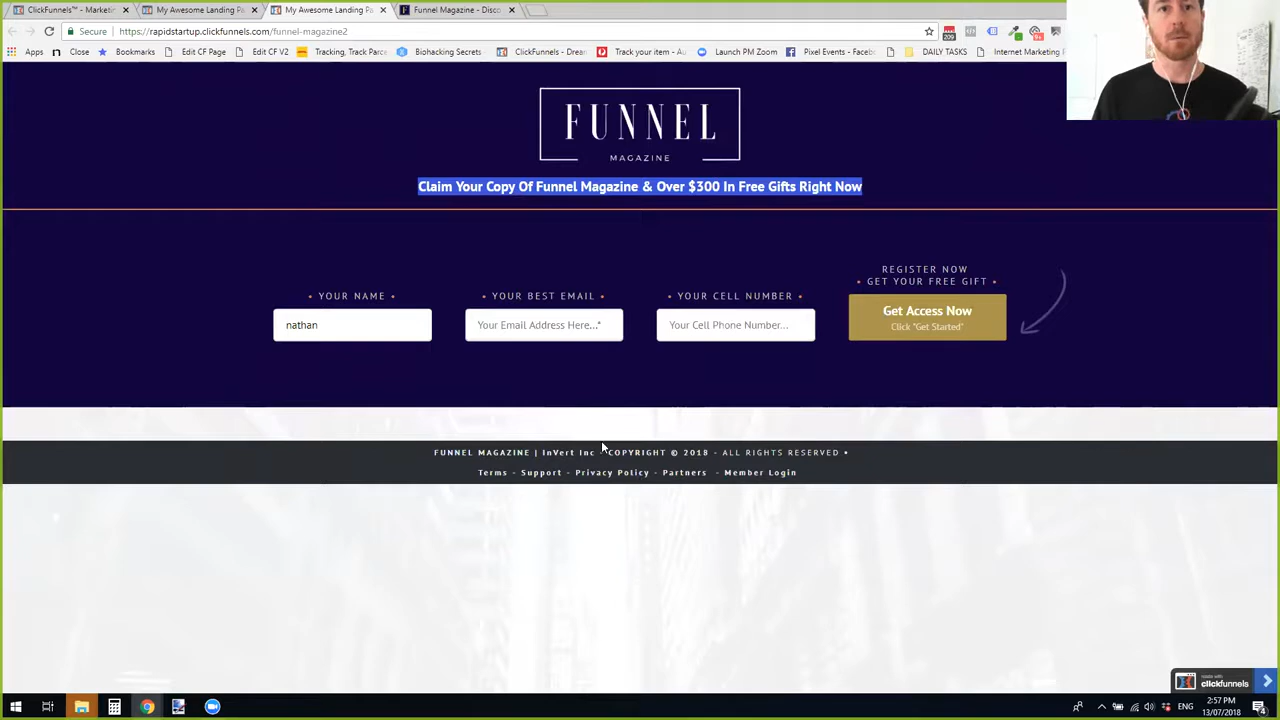 ClickFunnels™ - Marketi
My Awesome Landing Pa
My Awesome Landing Pa
Funnel Magazine - Disco
Secure
https://rapidstartup.clickfunnels.com/funnel-magazine2
Apps
Close
Bookmarks
Edit CF Page
Edit CF V2
Tracking, Track Parce
Biohacking Secrets
ClickFunnels - Drean
Track your item - Au
Launch PM Zoom
Pixel Events - Faceb
DAILY TASKS
Internet Marketing
209
FUNNEL
MAGAZINE
Claim Your Copy Of Funnel Magazine & Over $300 In Free Gifts Right Now
• YOUR NAME •
nathan
• YOUR BEST EMAIL •
Your Email Address Here...*
• YOUR CELL NUMBER •
Your Cell Phone Number...
REGISTER NOW
• GET YOUR FREE GIFT •
Get Access Now
Click "Get Started"
FUNNEL MAGAZINE | InVert Inc - COPYRIGHT © 2018 - ALL RIGHTS RESERVED •
Terms - Support - Privacy Policy - Partners - Member Login
clickfunnels
ENG
2:57 PM
13/07/2018
4